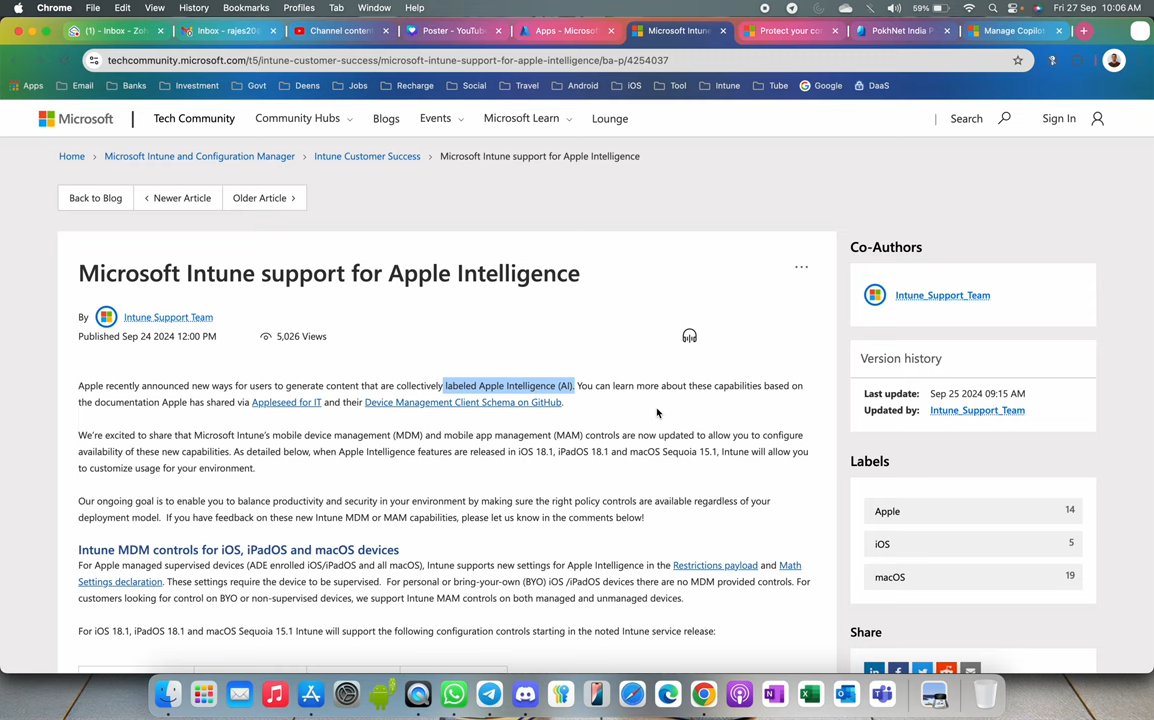 Chrome File Edit View History Bookmarks Profiles Tab Window Help 59% Fri 27 Sep 10:06 AM
(1) - Inbox - Zoh Inbox - rajes20@ Channel content Poster - YouTube Apps - Microsoft Microsoft Intune Protect your co PokhNet India P Manage Copilot
techcommunity.microsoft.com/t5/intune-customer-success/microsoft-intune-support-for-apple-intelligence/ba-p/4254037
Apps Email Banks Investment Govt Deens Jobs Recharge Social Travel Android iOS Tool Intune Tube Google DaaS
Microsoft Tech Community Community Hubs Blogs Events Microsoft Learn Lounge Search Sign In
Home › Microsoft Intune and Configuration Manager › Intune Customer Success › Microsoft Intune support for Apple Intelligence
Back to Blog ‹ Newer Article Older Article ›
Microsoft Intune support for Apple Intelligence
By Intune Support Team
Published Sep 24 2024 12:00 PM 5,026 Views
Apple recently announced new ways for users to generate content that are collectively labeled Apple Intelligence (AI). You can learn more about these capabilities based on
the documentation Apple has shared via Appleseed for IT and their Device Management Client Schema on GitHub.
We're excited to share that Microsoft Intune's mobile device management (MDM) and mobile app management (MAM) controls are now updated to allow you to configure
availability of these new capabilities. As detailed below, when Apple Intelligence features are released in iOS 18.1, iPadOS 18.1 and macOS Sequoia 15.1, Intune will allow you
to customize usage for your environment.
Our ongoing goal is to enable you to balance productivity and security in your environment by making sure the right policy controls are available regardless of your
deployment model. If you have feedback on these new Intune MDM or MAM capabilities, please let us know in the comments below!
Intune MDM controls for iOS, iPadOS and macOS devices
For Apple managed supervised devices (ADE enrolled iOS/iPadOS and all macOS), Intune supports new settings for Apple Intelligence in the Restrictions payload and Math
Settings declaration. These settings require the device to be supervised. For personal or bring-your-own (BYO) iOS /iPadOS devices there are no MDM provided controls. For
customers looking for control on BYO or non-supervised devices, we support Intune MAM controls on both managed and unmanaged devices.
For iOS 18.1, iPadOS 18.1 and macOS Sequoia 15.1 Intune will support the following configuration controls starting in the noted Intune service release:
Co-Authors
Intune_Support_Team
Version history
Last update: Sep 25 2024 09:15 AM
Updated by: Intune_Support_Team
Labels
Apple 14
iOS 5
macOS 19
Share